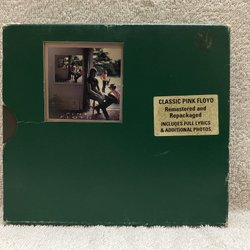 CLASSIC PINK FLOYD
Remastered and
Repackaged
INCLUDES FULL LYRICS
& ADDITIONAL PHOTOS.